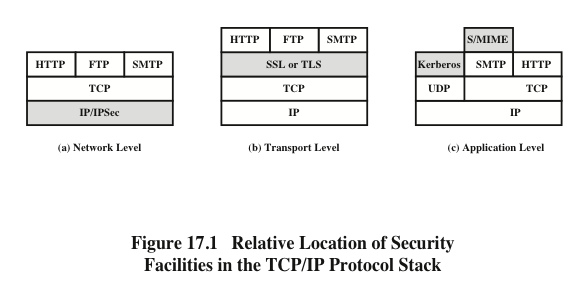 HTTP FTP SMTP
TCP
IP/IPSec
(a) Network Level
HTTP FTP SMTP
SSL or TLS
TCP
IP
(b) Transport Level
S/MIME
Kerberos SMTP HTTP
UDP TCP
IP
(c) Application Level
Figure 17.1 Relative Location of Security
Facilities in the TCP/IP Protocol Stack